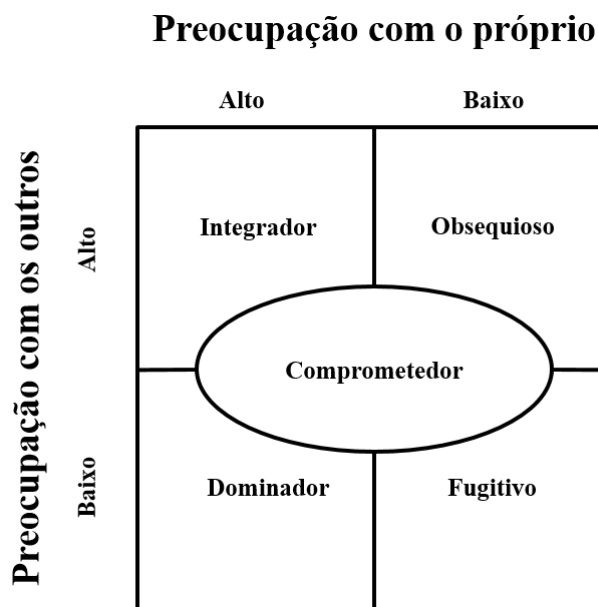 Preocupação com o próprio
Alto Baixo
Preocupação com os outros
Alto
Integrador Obsequioso
Comprometedor
Baixo
Dominador Fugitivo